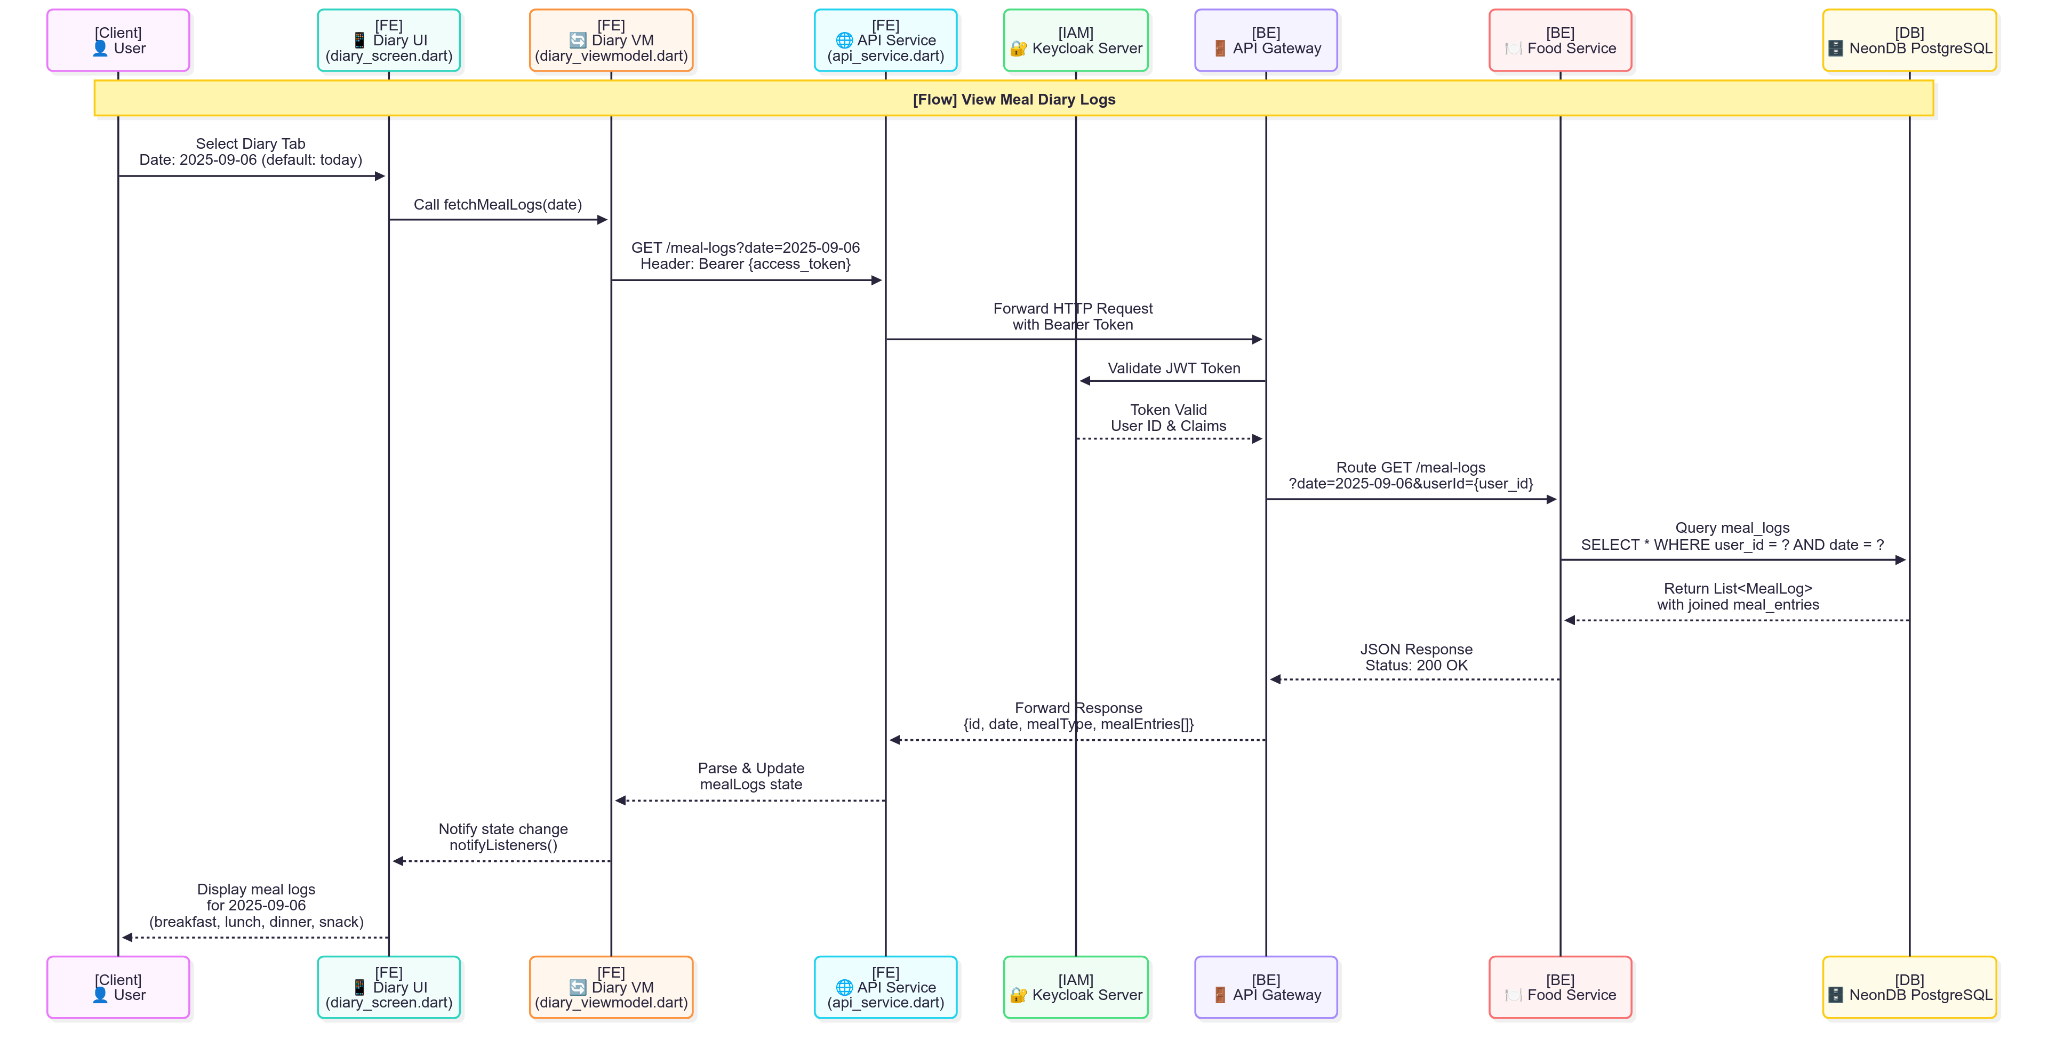 [Client]
👤 User
[FE]
📱 Diary UI
(diary_screen.dart)
[FE]
🔄 Diary VM
(diary_viewmodel.dart)
[FE]
🌐 API Service
(api_service.dart)
[IAM]
🔐 Keycloak Server
[BE]
🚪 API Gateway
[BE]
🍽️ Food Service
[DB]
🗄️ NeonDB PostgreSQL
[Flow] View Meal Diary Logs
Select Diary Tab
Date: 2025-09-06 (default: today)
Call fetchMealLogs(date)
GET /meal-logs?date=2025-09-06
Header: Bearer {access_token}
Forward HTTP Request
with Bearer Token
Validate JWT Token
Token Valid
User ID & Claims
Route GET /meal-logs
?date=2025-09-06&userId={user_id}
Query meal_logs
SELECT * WHERE user_id = ? AND date = ?
Return List<MealLog>
with joined meal_entries
JSON Response
Status: 200 OK
Forward Response
{id, date, mealType, mealEntries[]}
Parse & Update
mealLogs state
Notify state change
notifyListeners()
Display meal logs
for 2025-09-06
(breakfast, lunch, dinner, snack)
[Client]
👤 User
[FE]
📱 Diary UI
(diary_screen.dart)
[FE]
🔄 Diary VM
(diary_viewmodel.dart)
[FE]
🌐 API Service
(api_service.dart)
[IAM]
🔐 Keycloak Server
[BE]
🚪 API Gateway
[BE]
🍽️ Food Service
[DB]
🗄️ NeonDB PostgreSQL